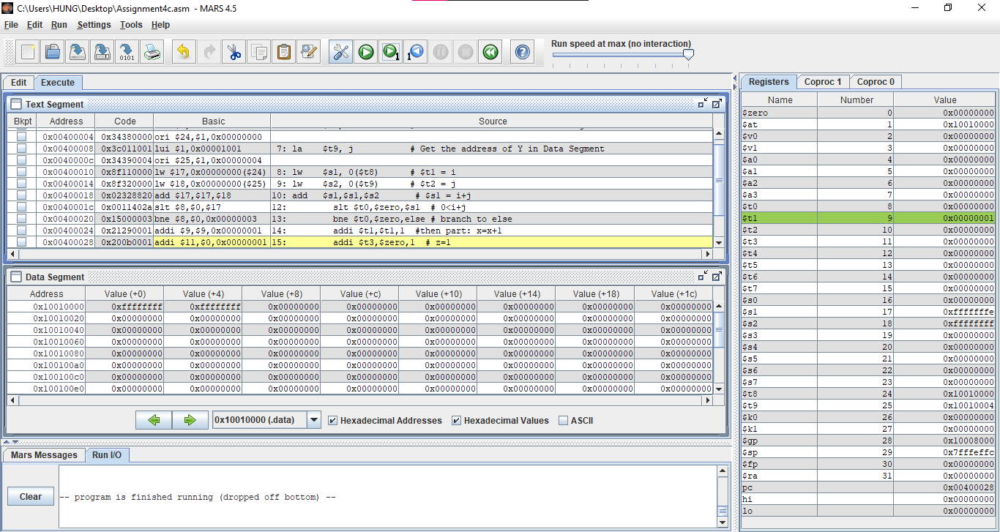 C:\Users\HUNG\Desktop\Assignment4c.asm - MARS 4.5
File Edit Run Settings Tools Help
Run speed at max (no interaction)
Edit Execute
Text Segment
Bkpt Address Code Basic Source
0x00400004 0x34380000 ori $24,$1,0x00000000
0x00400008 0x3c011001 lui $1,0x00001001 7: la $t9, j # Get the address of Y in Data Segment
0x0040000c 0x34390004 ori $25,$1,0x00000004
0x00400010 0x8f110000 lw $17,0x00000000($24) 8: lw $s1, 0($t8) # $t1 = i
0x00400014 0x8f320000 lw $18,0x00000000($25) 9: lw $s2, 0($t9) # $t2 = j
0x00400018 0x02328820 add $17,$17,$18 10: add $s1,$s1,$s2 # $s1 = i+j
0x0040001c 0x0011402a slt $8,$0,$17 12: slt $t0,$zero,$s1 # 0<i+j
0x00400020 0x15000003 bne $8,$0,0x00000003 13: bne $t0,$zero,else # branch to else
0x00400024 0x21290001 addi $9,$9,0x00000001 14: addi $t1,$t1,1 #then part: x=x+1
0x00400028 0x200b0001 addi $11,$0,0x00000001 15: addi $t3,$zero,1 # z=1
Data Segment
Address Value (+0) Value (+4) Value (+8) Value (+c) Value (+10) Value (+14) Value (+18) Value (+1c)
0x10010000 0xffffffff 0xffffffff 0x00000000 0x00000000 0x00000000 0x00000000 0x00000000 0x00000000
0x10010020 0x00000000 0x00000000 0x00000000 0x00000000 0x00000000 0x00000000 0x00000000 0x00000000
0x10010040 0x00000000 0x00000000 0x00000000 0x00000000 0x00000000 0x00000000 0x00000000 0x00000000
0x10010060 0x00000000 0x00000000 0x00000000 0x00000000 0x00000000 0x00000000 0x00000000 0x00000000
0x10010080 0x00000000 0x00000000 0x00000000 0x00000000 0x00000000 0x00000000 0x00000000 0x00000000
0x100100a0 0x00000000 0x00000000 0x00000000 0x00000000 0x00000000 0x00000000 0x00000000 0x00000000
0x100100c0 0x00000000 0x00000000 0x00000000 0x00000000 0x00000000 0x00000000 0x00000000 0x00000000
0x100100e0 0x00000000 0x00000000 0x00000000 0x00000000 0x00000000 0x00000000 0x00000000 0x00000000
0x10010000 (.data) Hexadecimal Addresses Hexadecimal Values ASCII
Mars Messages Run I/O
Clear
-- program is finished running (dropped off bottom) --
Registers Coproc 1 Coproc 0
Name Number Value
$zero 0 0x00000000
$at 1 0x10010000
$v0 2 0x00000000
$v1 3 0x00000000
$a0 4 0x00000000
$a1 5 0x00000000
$a2 6 0x00000000
$a3 7 0x00000000
$t0 8 0x00000000
$t1 9 0x00000001
$t2 10 0x00000000
$t3 11 0x00000000
$t4 12 0x00000000
$t5 13 0x00000000
$t6 14 0x00000000
$t7 15 0x00000000
$s0 16 0x00000000
$s1 17 0xfffffffe
$s2 18 0xffffffff
$s3 19 0x00000000
$s4 20 0x00000000
$s5 21 0x00000000
$s6 22 0x00000000
$s7 23 0x00000000
$t8 24 0x10010000
$t9 25 0x10010004
$k0 26 0x00000000
$k1 27 0x00000000
$gp 28 0x10008000
$sp 29 0x7fffeffc
$fp 30 0x00000000
$ra 31 0x00000000
pc 0x00400028
hi 0x00000000
lo 0x00000000